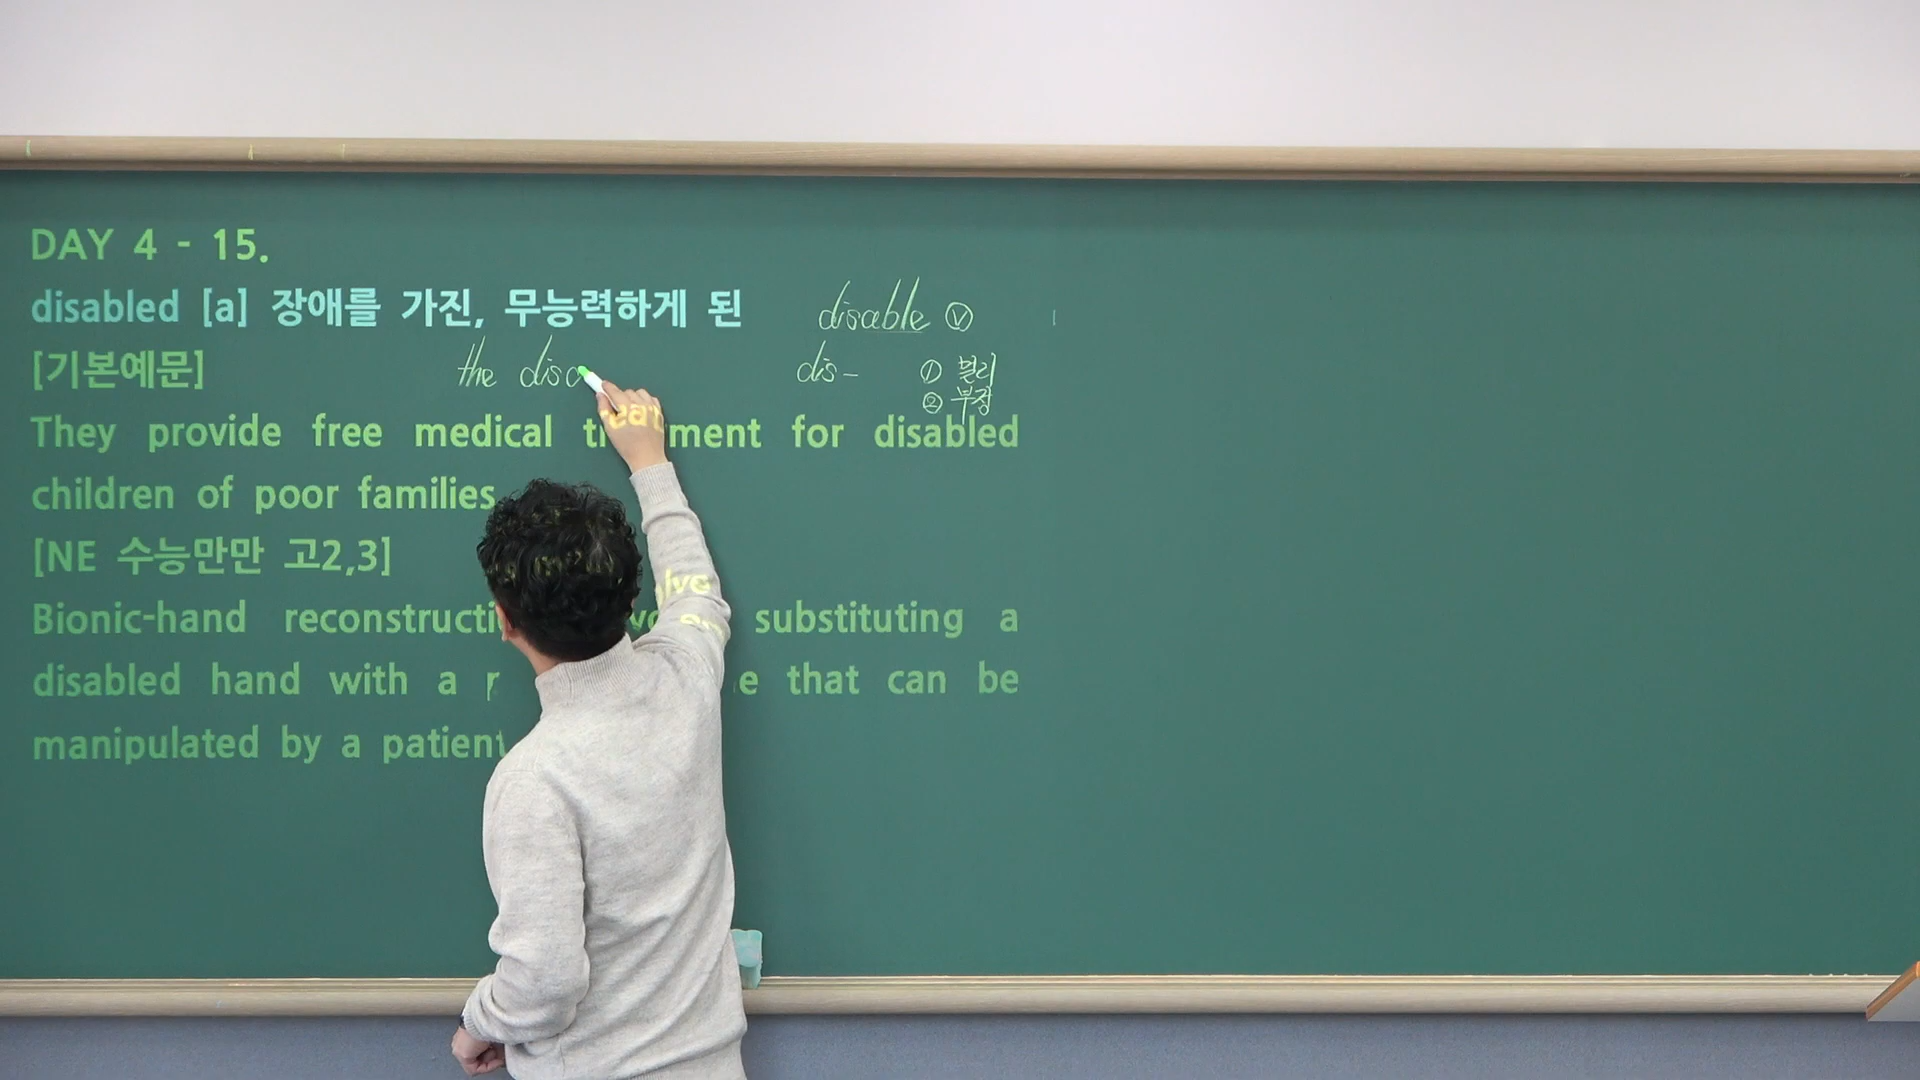 DAY 4 - 15.
disabled [a] 장애를 가진, 무능력하게 된 disable ⓥ
[기본예문] the disa dis- ① 분리
② 부정
They provide free medical treatment for disabled
children of poor families
[NE 수능만만 고2,3]
Bionic-hand substituting a
disabled hand with a that can be
manipulated by a patient